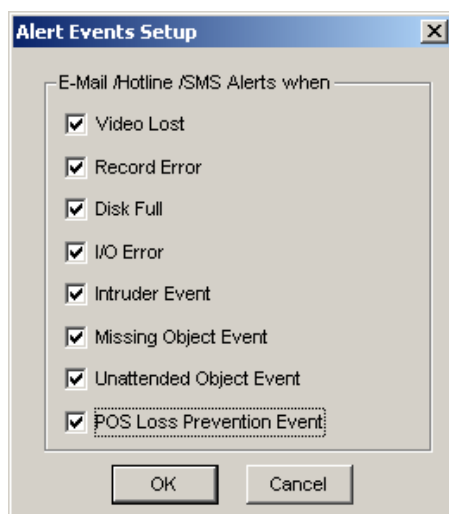 Alert Events Setup
E-Mail /Hotline /SMS Alerts when
Video Lost
Record Error
Disk Full
I/O Error
Intruder Event
Missing Object Event
Unattended Object Event
POS Loss Prevention Event
OK Cancel